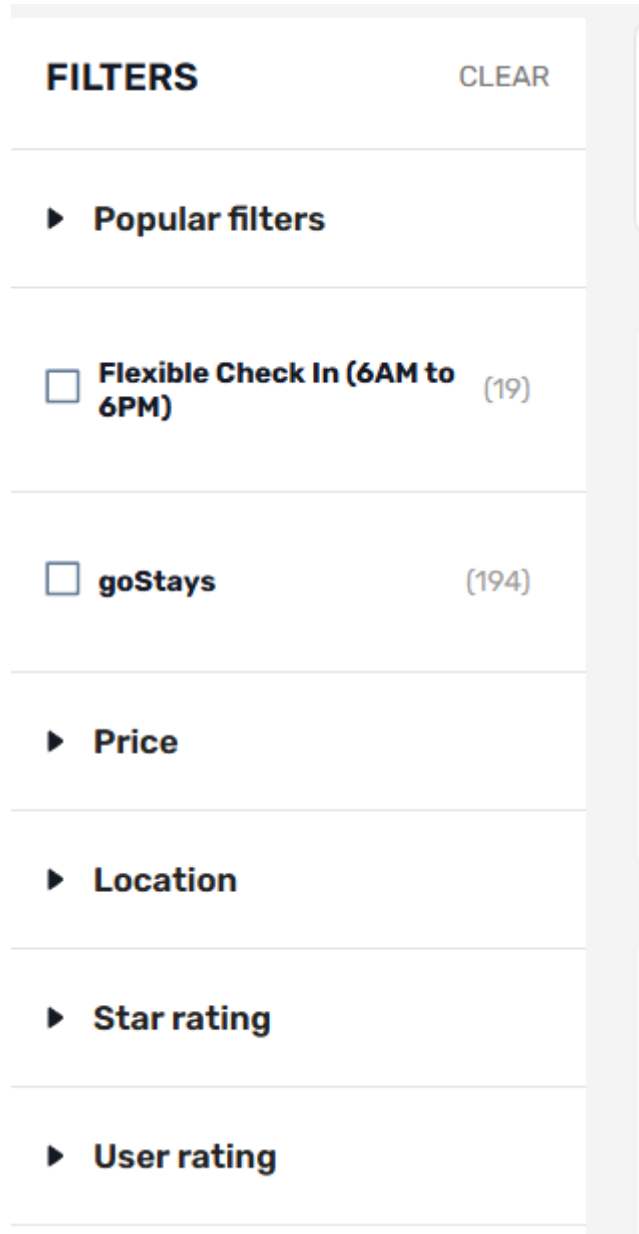 FILTERS CLEAR
Popular filters
Flexible Check In (6AM to
6PM) (19)
goStays (194)
Price
Location
Star rating
User rating